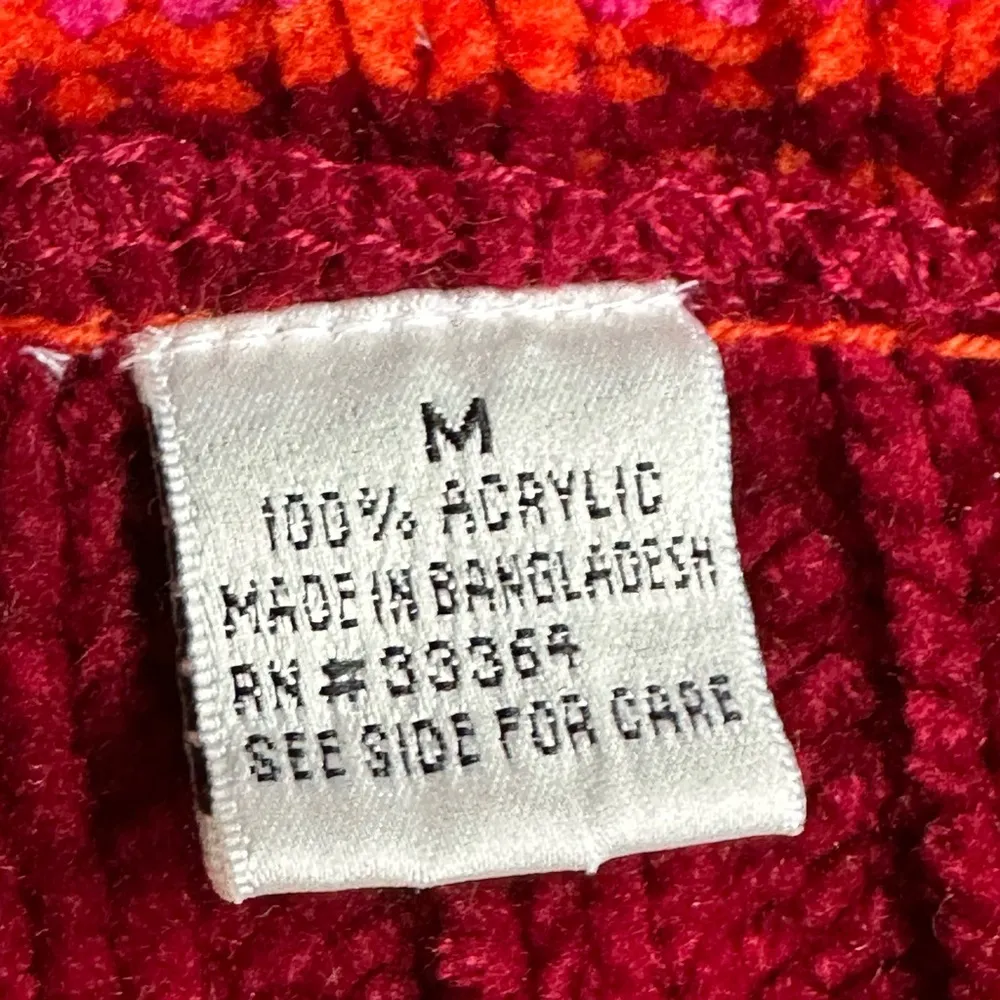 M
100% ACRYLIC
MADE IN BANGLADESH
RN #33364
SEE SIDE FOR CARE